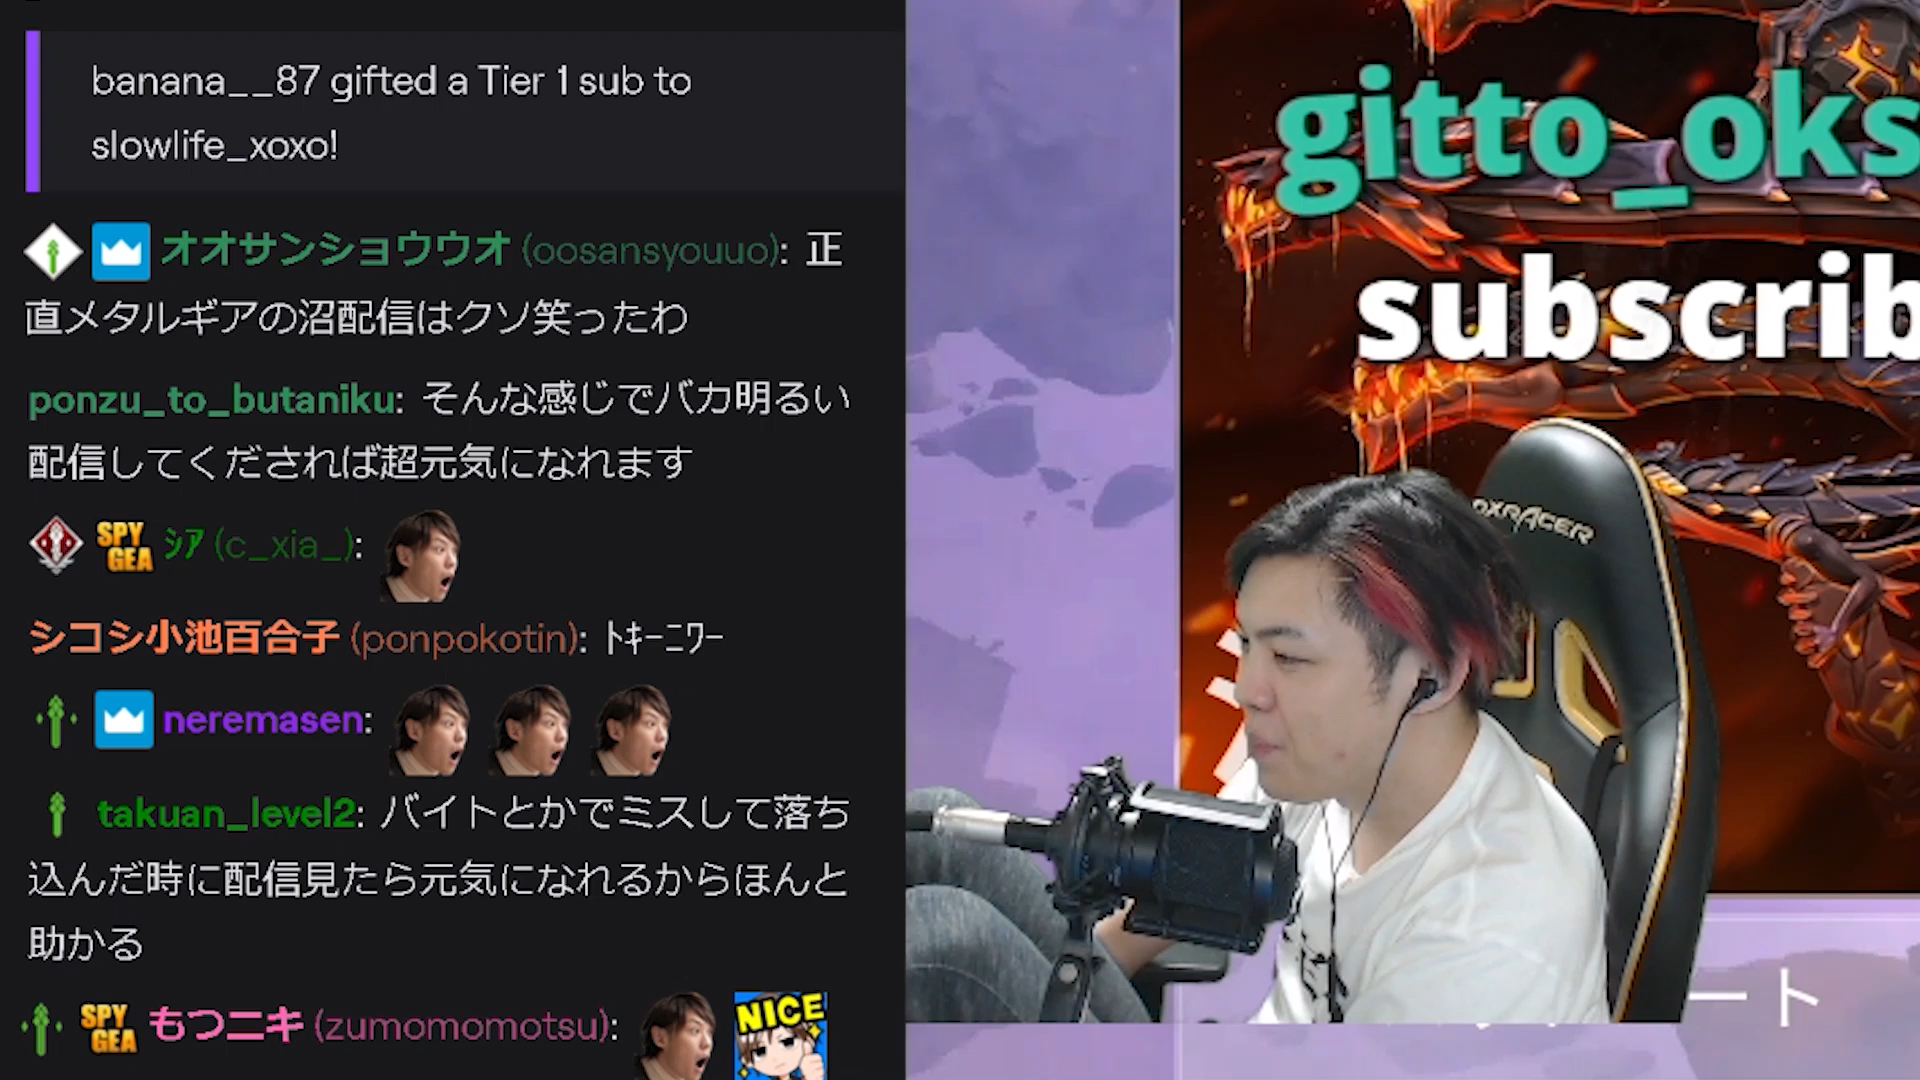 banana__87 gifted a Tier 1 sub to
slowlife_xoxo!
オオサンショウウオ (oosansyouuo): 正
直メタルギアの沼配信はクソ笑ったわ
ponzu_to_butaniku: そんな感じでバカ明るい
配信してくだされば超元気になれます
SPY GEA ｼｱ (c_xia_):
シコシ小池百合子 (ponpokotin): ﾄｷｰﾆﾜｰ
neremasen:
takuan_level2: バイトとかでミスして落ち
込んだ時に配信見たら元気になれるからほんと
助かる
SPY GEA もつニキ (zumomomotsu): NICE
gitto_oks
subscrib
DXRACER
ート